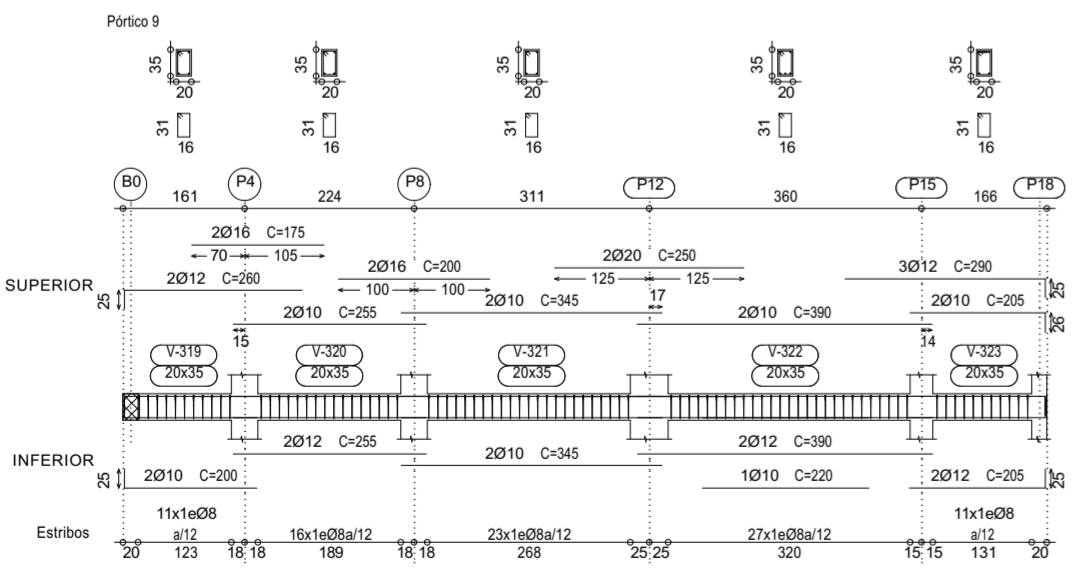 Pórtico 9
35 35 35 35 35
20 20 20 20 20
31 31 31 31 31
16 16 16 16 16
B0 P4 P8 P12 P15 P18
161 224 311 360 166
2Ø16 C=175
70 105
2Ø20 C=250
2Ø16 C=200 3Ø12 C=290
SUPERIOR 2Ø12 C=260 100 100 125 125
25 17 25
2Ø10 C=345 2Ø10 C=205
2Ø10 C=255 2Ø10 C=390 26
15 14
V-319 V-320 V-321 V-322 V-323
20x35 20x35 20x35 20x35 20x35
2Ø12 C=255 2Ø12 C=390
INFERIOR 2Ø10 C=345
25 2Ø10 C=200 1Ø10 C=220 2Ø12 C=205 25
11x1eØ8 11x1eØ8
Estribos a/12 16x1eØ8a/12 23x1eØ8a/12 27x1eØ8a/12 a/12
20 123 18 18 189 18 18 268 25 25 320 15 15 131 20